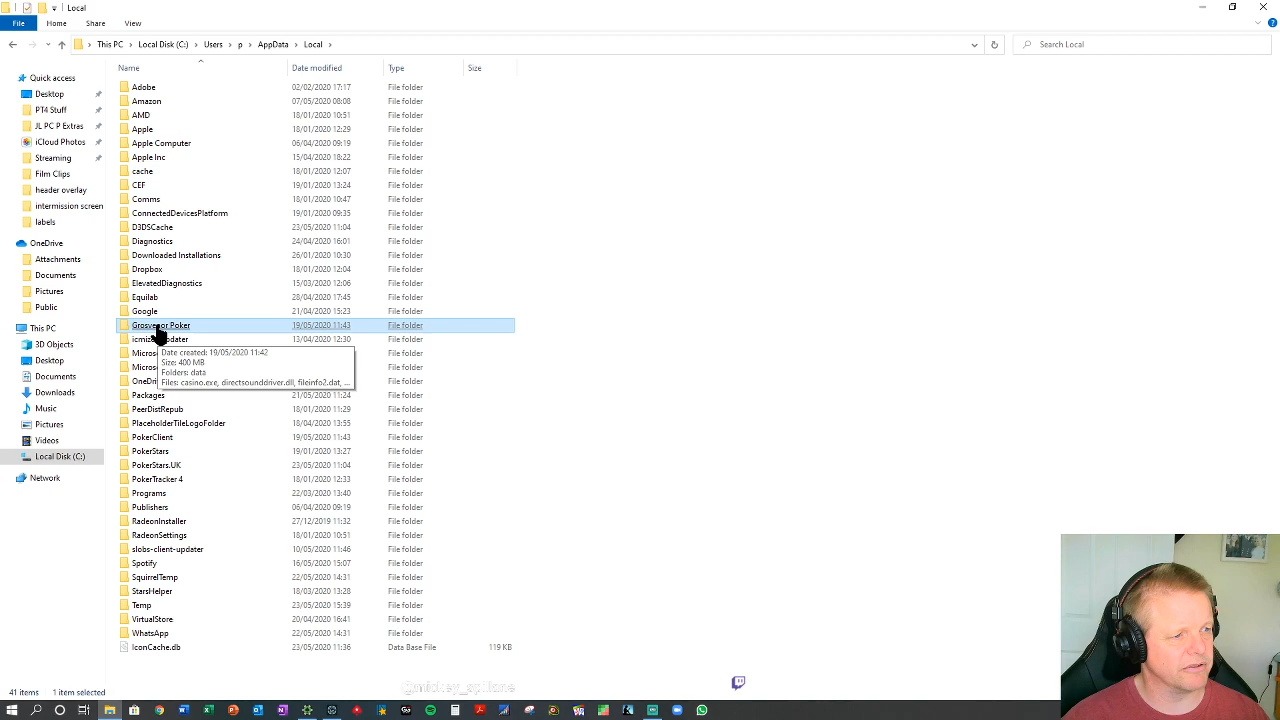 Local
File Home Share View
This PC > Local Disk (C:) > Users > p > AppData > Local >
Search Local
Name Date modified Type Size
Quick access
Desktop
PT4 Stuff
JL PC P Extras
iCloud Photos
Streaming
Film Clips
header overlay
intermission screen
labels
OneDrive
Attachments
Documents
Pictures
Public
This PC
3D Objects
Desktop
Documents
Downloads
Music
Pictures
Videos
Local Disk (C:)
Network
Adobe 02/02/2020 17:17 File folder
Amazon 07/05/2020 08:08 File folder
AMD 18/01/2020 10:51 File folder
Apple 18/01/2020 12:29 File folder
Apple Computer 06/04/2020 09:19 File folder
Apple Inc 15/04/2020 18:22 File folder
cache 18/01/2020 12:07 File folder
CEF 19/01/2020 13:24 File folder
Comms 18/01/2020 10:47 File folder
ConnectedDevicesPlatform 19/01/2020 09:35 File folder
D3DSCache 23/05/2020 11:04 File folder
Diagnostics 24/04/2020 16:01 File folder
Downloaded Installations 26/01/2020 10:30 File folder
Dropbox 18/01/2020 12:04 File folder
ElevatedDiagnostics 15/03/2020 12:06 File folder
Equilab 28/04/2020 17:45 File folder
Google 21/04/2020 15:23 File folder
Grosvenor Poker 19/05/2020 11:43 File folder
icmiz pdater 13/04/2020 12:30 File folder
Micros File folder
Micros File folder
OneDri File folder
Date created: 19/05/2020 11:42
Size: 400 MB
Folders: data
Files: casino.exe, directsounddriver.dll, fileinfo2.dat, ...
Packages 21/05/2020 11:24 File folder
PeerDistRepub 18/01/2020 11:29 File folder
PlaceholderTileLogoFolder 18/04/2020 13:55 File folder
PokerClient 19/05/2020 11:43 File folder
PokerStars 19/01/2020 13:27 File folder
PokerStars.UK 23/05/2020 11:04 File folder
PokerTracker 4 18/01/2020 12:33 File folder
Programs 22/03/2020 13:40 File folder
Publishers 06/04/2020 09:19 File folder
RadeonInstaller 27/12/2019 11:32 File folder
RadeonSettings 18/01/2020 10:51 File folder
slobs-client-updater 10/05/2020 11:46 File folder
Spotify 16/05/2020 15:07 File folder
SquirrelTemp 22/05/2020 14:31 File folder
StarsHelper 18/03/2020 13:28 File folder
Temp 23/05/2020 15:39 File folder
VirtualStore 20/04/2020 16:41 File folder
WhatsApp 22/05/2020 14:31 File folder
IconCache.db 23/05/2020 11:36 Data Base File 119 KB
41 items 1 item selected